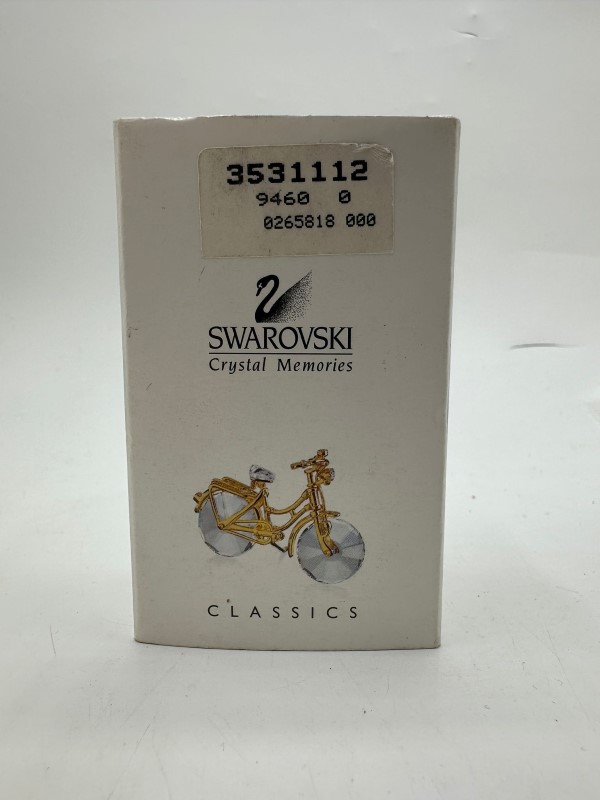 3531112
9460 0
0265818 000
SWAROVSKI
Crystal Memories
CLASSICS